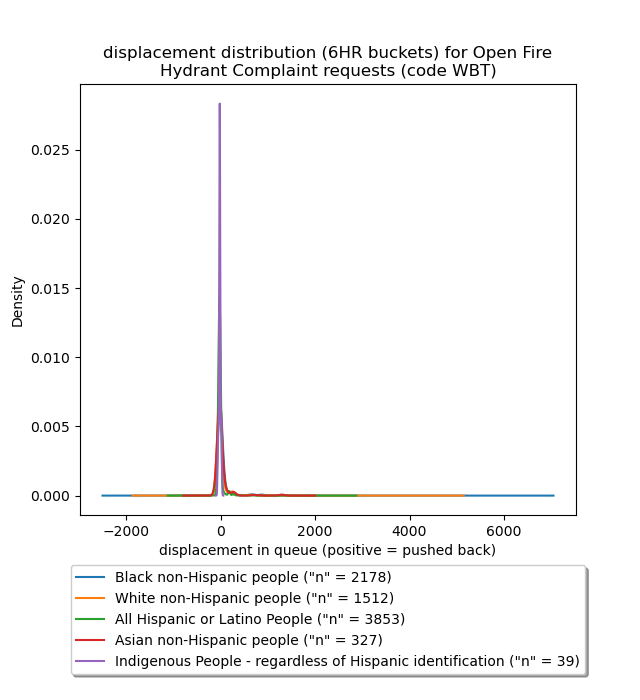 displacement distribution (6HR buckets) for Open Fire
Hydrant Complaint requests (code WBT)
0.025
0.020
0.015
0.010
0.005
0.000
Density
−2000
0
2000
4000
6000
displacement in queue (positive = pushed back)
Black non-Hispanic people ("n" = 2178)
White non-Hispanic people ("n" = 1512)
All Hispanic or Latino People ("n" = 3853)
Asian non-Hispanic people ("n" = 327)
Indigenous People - regardless of Hispanic identification ("n" = 39)